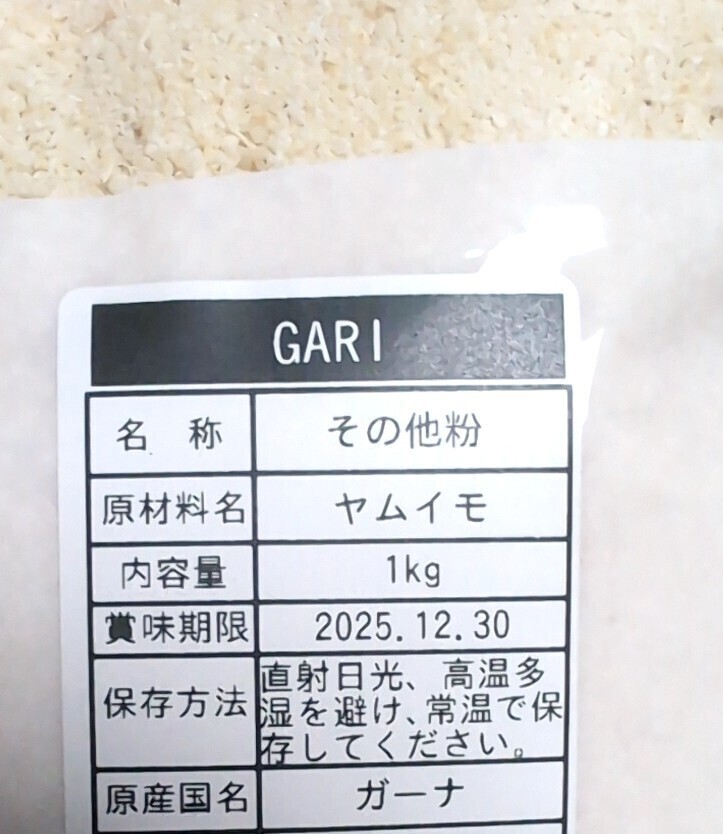 GARI
名 称 その他粉
原材料名 ヤムイモ
内容量 1kg
賞味期限 2025.12.30
保存方法 直射日光、高温多
湿を避け、常温で保
存してください。
原産国名 ガーナ